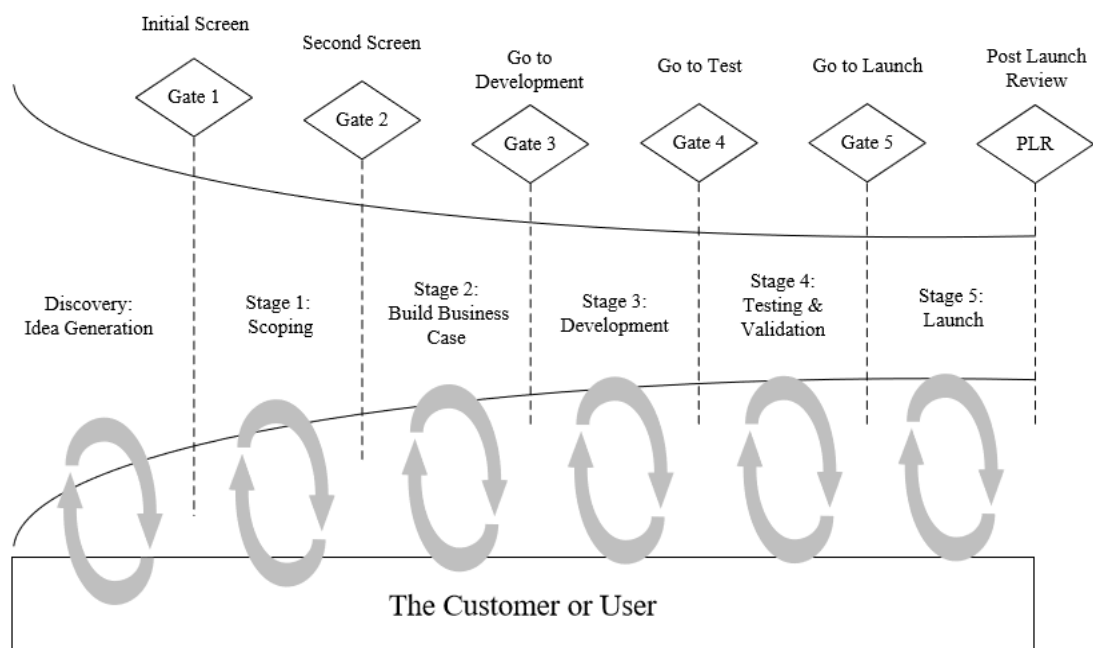 Initial Screen
Second Screen
Go to
Development
Go to Test
Go to Launch
Post Launch
Review
Gate 1
Gate 2
Gate 3
Gate 4
Gate 5
PLR
Discovery:
Idea Generation
Stage 1:
Scoping
Stage 2:
Build Business
Case
Stage 3:
Development
Stage 4:
Testing &
Validation
Stage 5:
Launch
The Customer or User